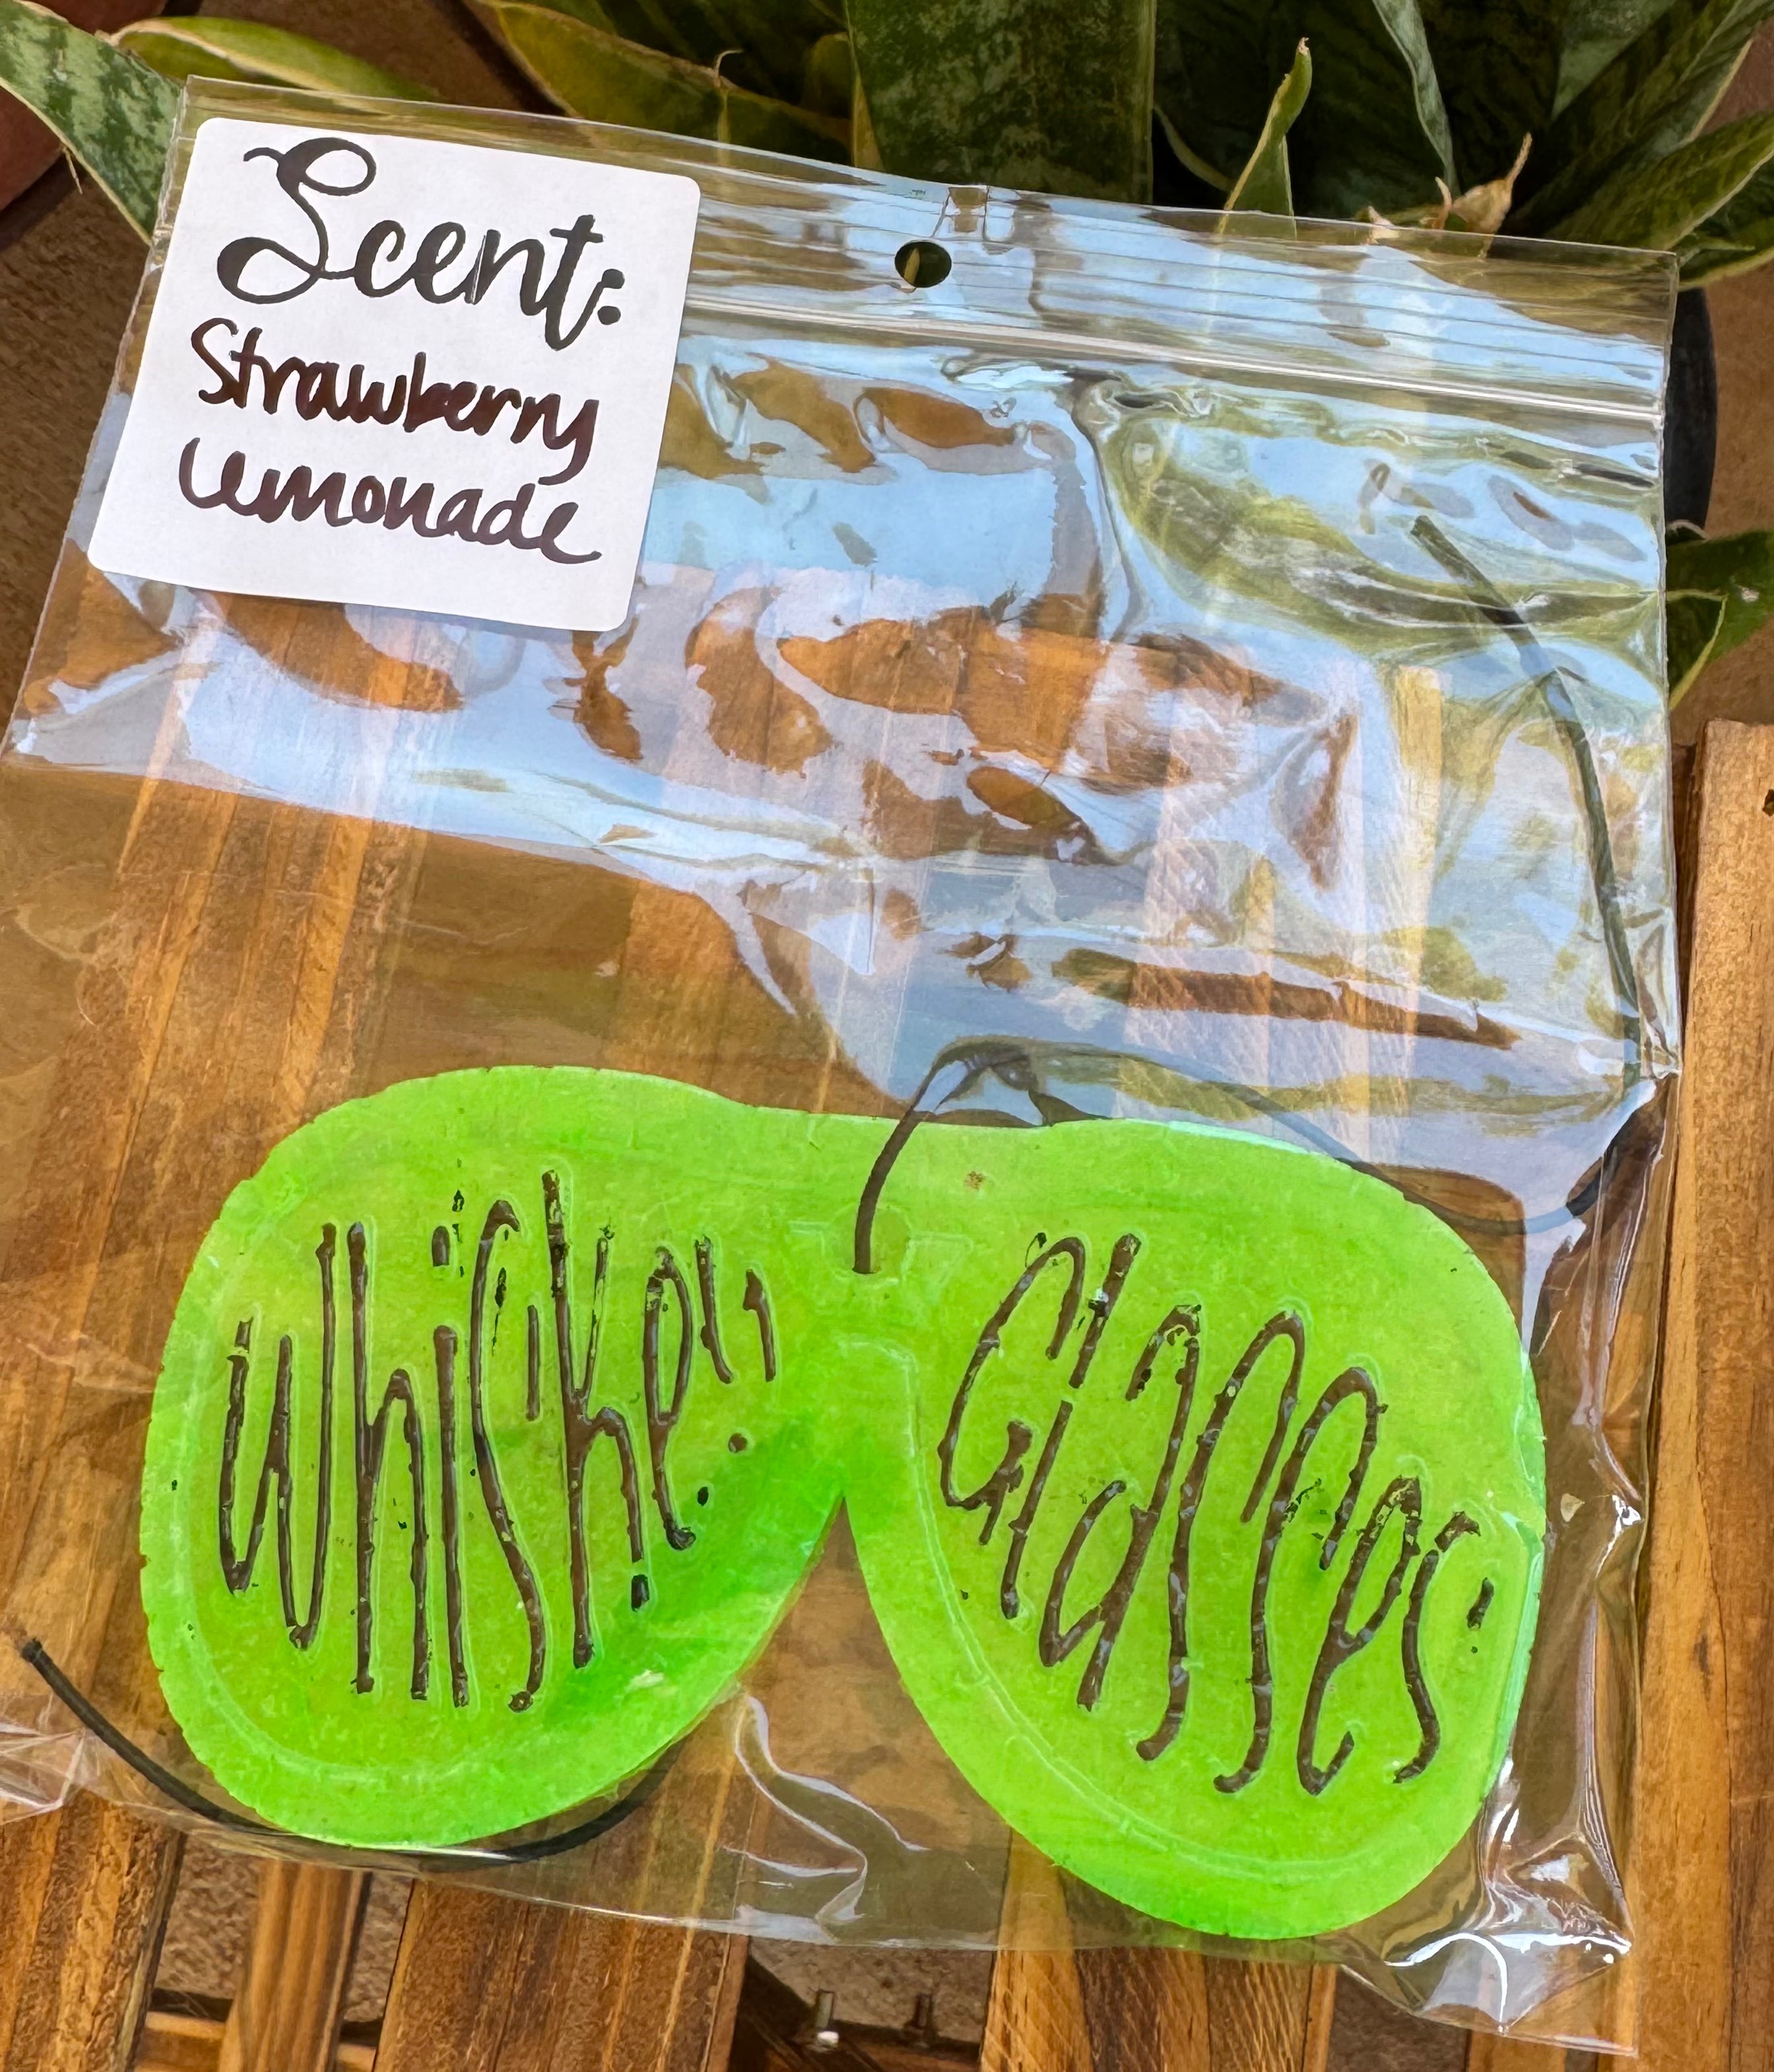 Scent:
Strawberry
Lemonade
Whiskey
Glasses